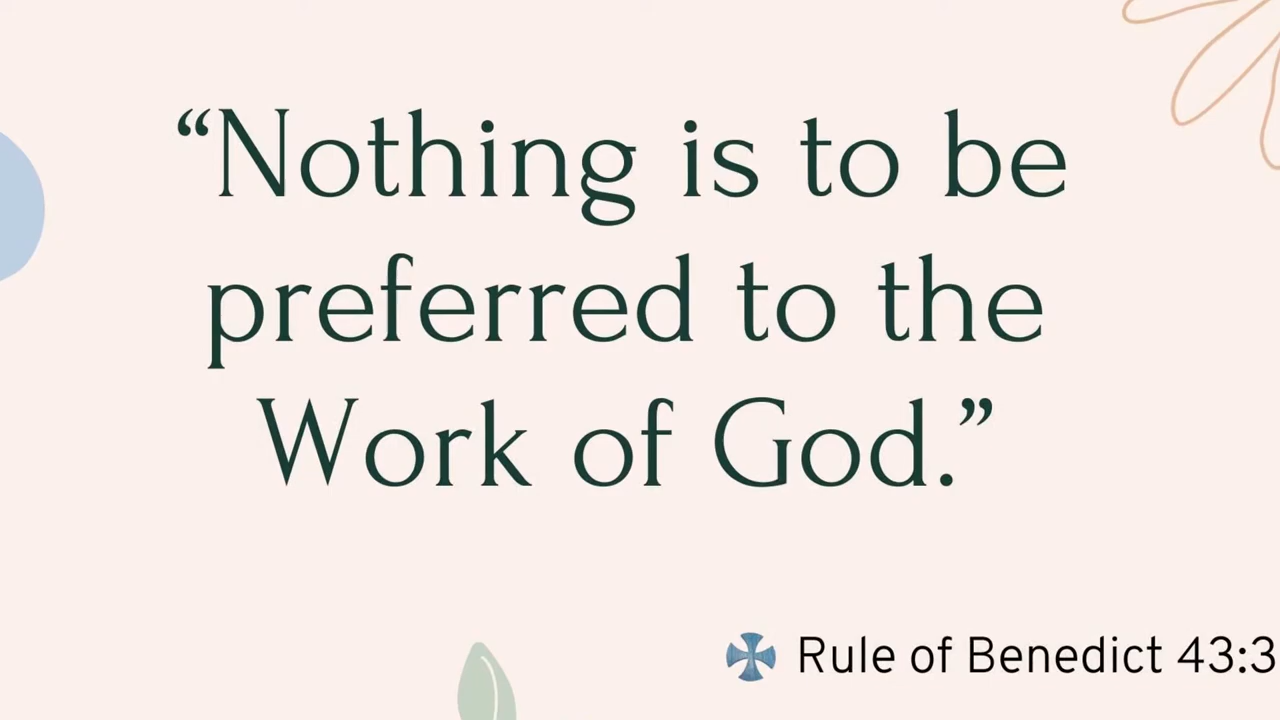 “Nothing is to be
preferred to the
Work of God.”
Rule of Benedict 43:3